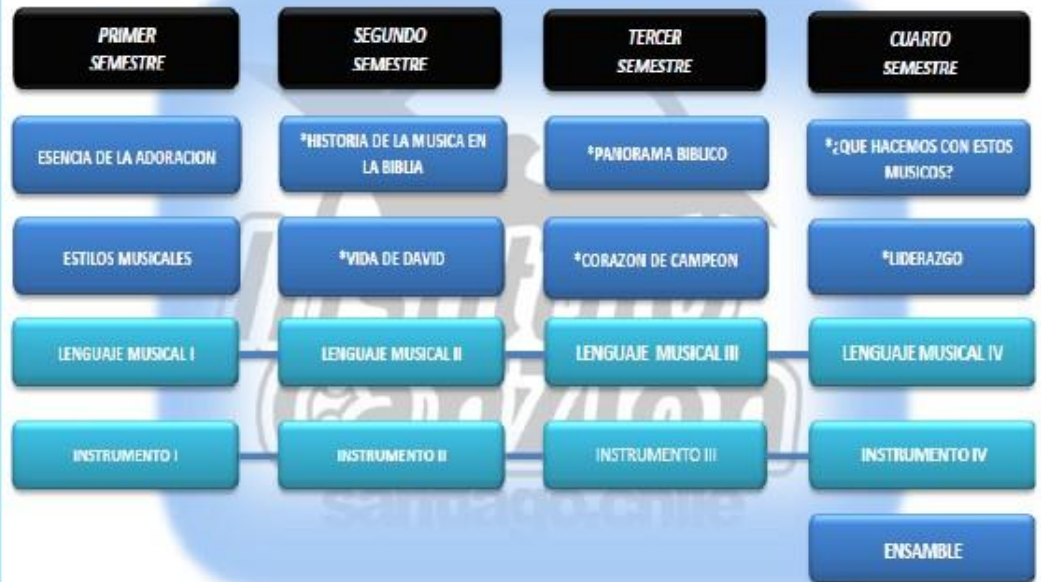 PRIMER
SEMESTRE
SEGUNDO
SEMESTRE
TERCER
SEMESTRE
CUARTO
SEMESTRE
ESENCIA DE LA ADORACION
*HISTORIA DE LA MUSICA EN
LA BIBLIA
*PANORAMA BIBLICO
*¿QUE HACEMOS CON ESTOS
MUSICOS?
ESTILOS MUSICALES
*VIDA DE DAVID
*CORAZON DE CAMPEON
*LIDERAZGO
LENGUAJE MUSICAL I
LENGUAJE MUSICAL II
LENGUAJE MUSICAL III
LENGUAJE MUSICAL IV
INSTRUMENTO I
INSTRUMENTO II
INSTRUMENTO III
INSTRUMENTO IV
santiago.chile
ENSAMBLE